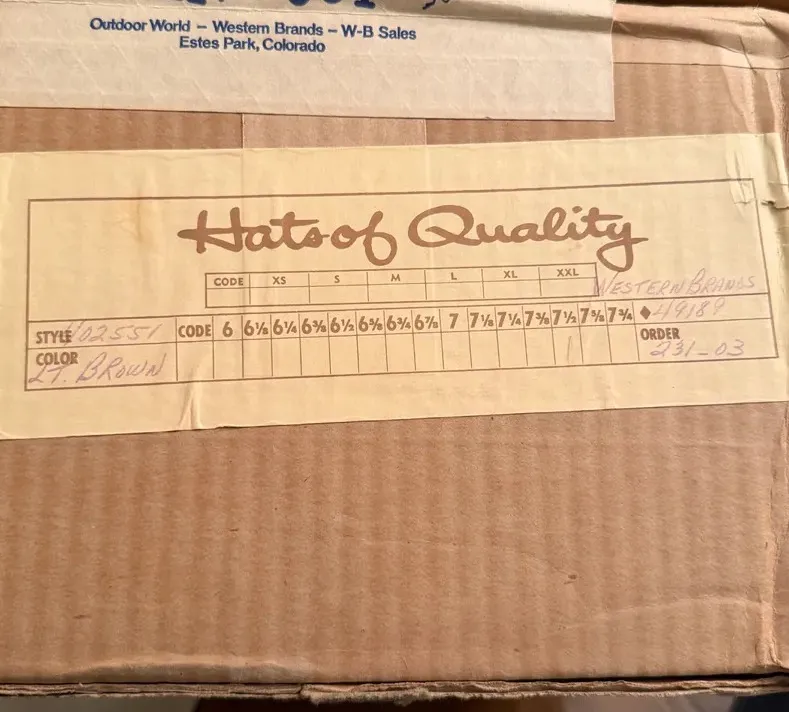 Outdoor World – Western Brands – W-B Sales
Estes Park, Colorado
Hats of Quality
CODE XS S M L XL XXL
WESTERN BRANDS
STYLE 402551 CODE 6 6⅛ 6¼ 6⅜ 6½ 6⅝ 6¾ 6⅞ 7 7⅛ 7¼ 7⅜ 7½ 7⅝ 7¾ ♦ 49189
COLOR ORDER
LT. BROWN 231-03